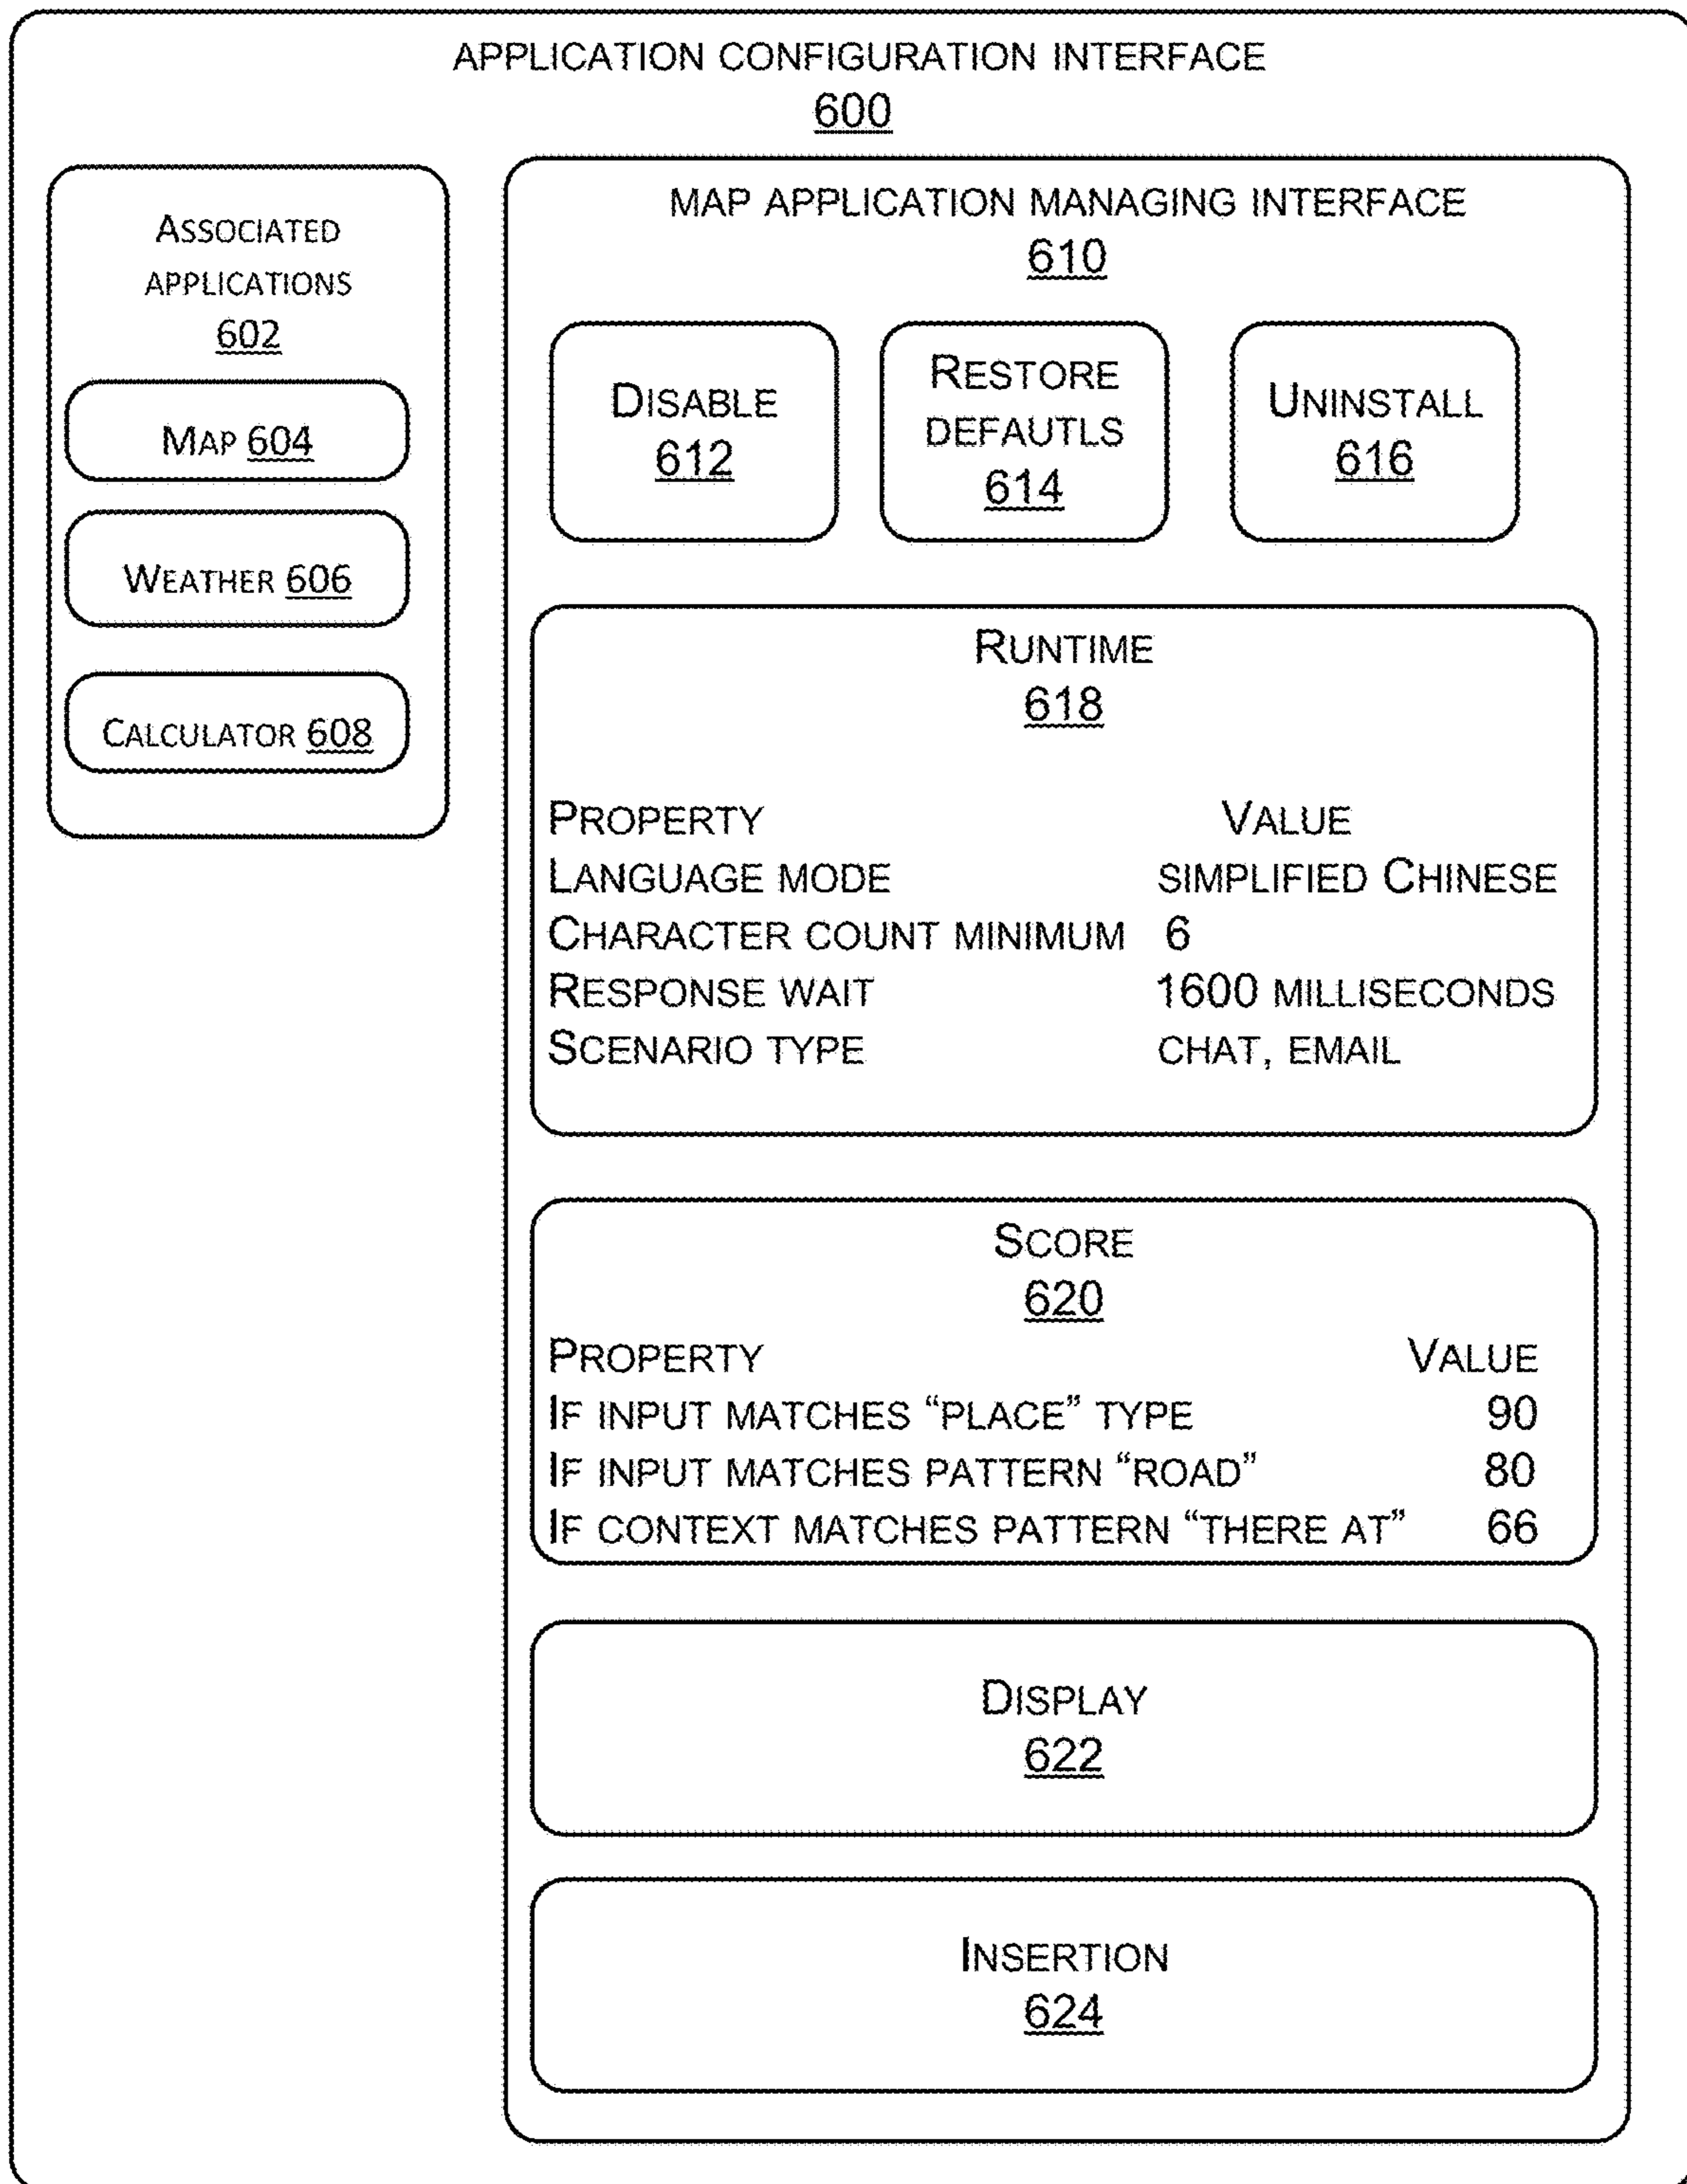 APPLICATION CONFIGURATION INTERFACE
600
ASSOCIATED
APPLICATIONS
602
MAP 604
WEATHER 606
CALCULATOR 608
MAP APPLICATION MANAGING INTERFACE
610
DISABLE
612
RESTORE
DEFAUTLS
614
UNINSTALL
616
RUNTIME
618
PROPERTY VALUE
LANGUAGE MODE SIMPLIFIED CHINESE
CHARACTER COUNT MINIMUM 6
RESPONSE WAIT 1600 MILLISECONDS
SCENARIO TYPE CHAT, EMAIL
SCORE
620
PROPERTY VALUE
IF INPUT MATCHES “PLACE” TYPE 90
IF INPUT MATCHES PATTERN “ROAD” 80
IF CONTEXT MATCHES PATTERN “THERE AT” 66
DISPLAY
622
INSERTION
624